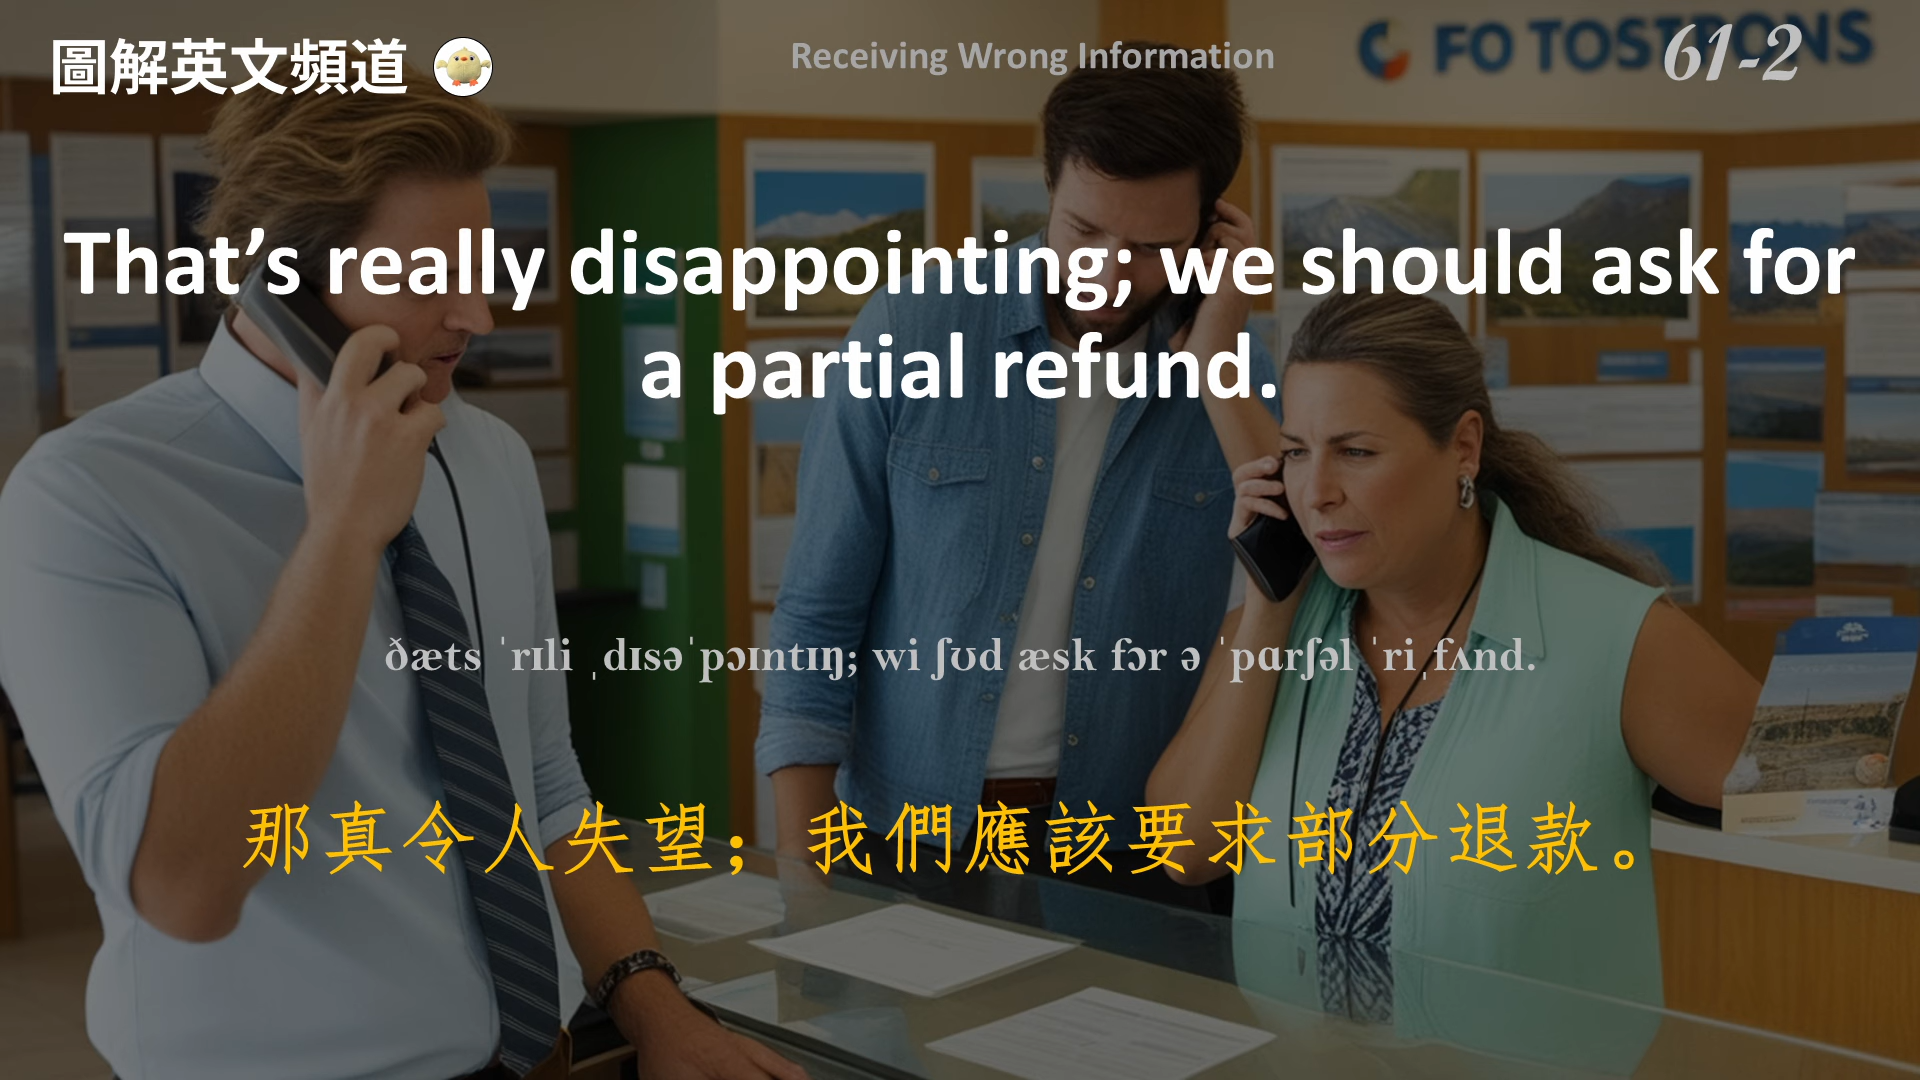 圖解英文頻道
Receiving Wrong Information
61-2
FO TOSTRONS
That’s really disappointing; we should ask for
a partial refund.
ðæts ˈrɪli ˌdɪsəˈpɔɪntɪŋ; wi ʃʊd æsk fɔr ə ˈpɑrʃəl ˈriˌfʌnd.
那真令人失望；我們應該要求部分退款。